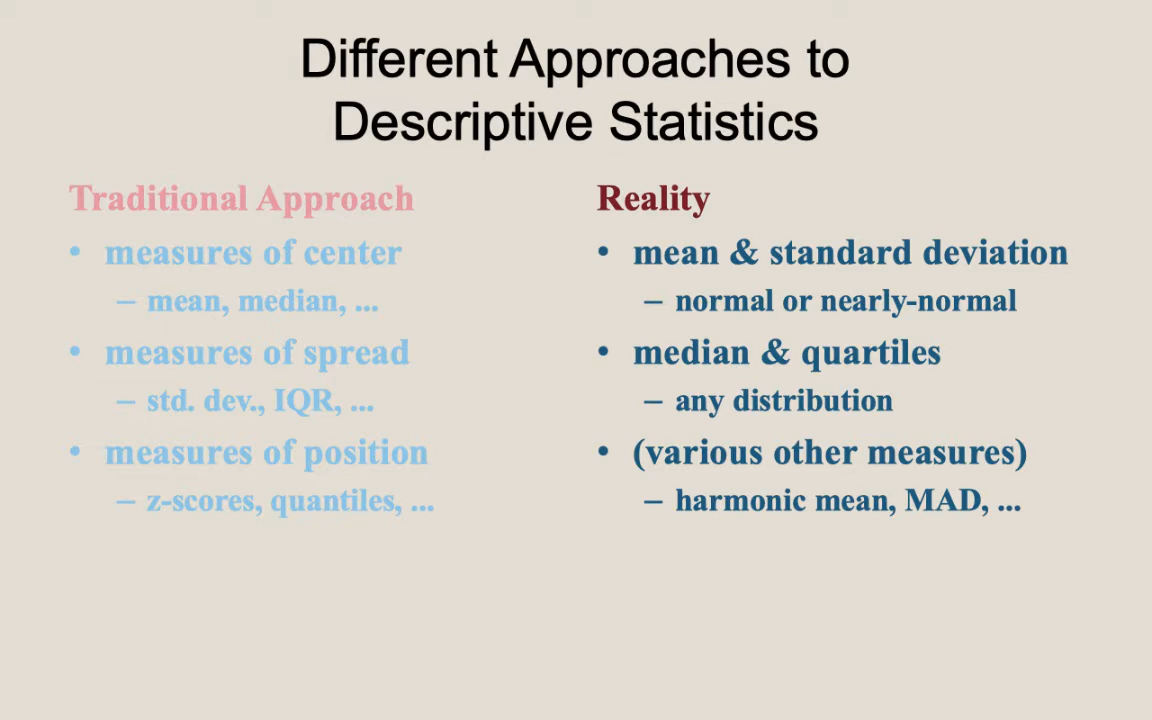 Different Approaches to
Descriptive Statistics
Traditional Approach
• measures of center
– mean, median, ...
• measures of spread
– std. dev., IQR, ...
• measures of position
– z-scores, quantiles, ...
Reality
• mean & standard deviation
– normal or nearly-normal
• median & quartiles
– any distribution
• (various other measures)
– harmonic mean, MAD, ...